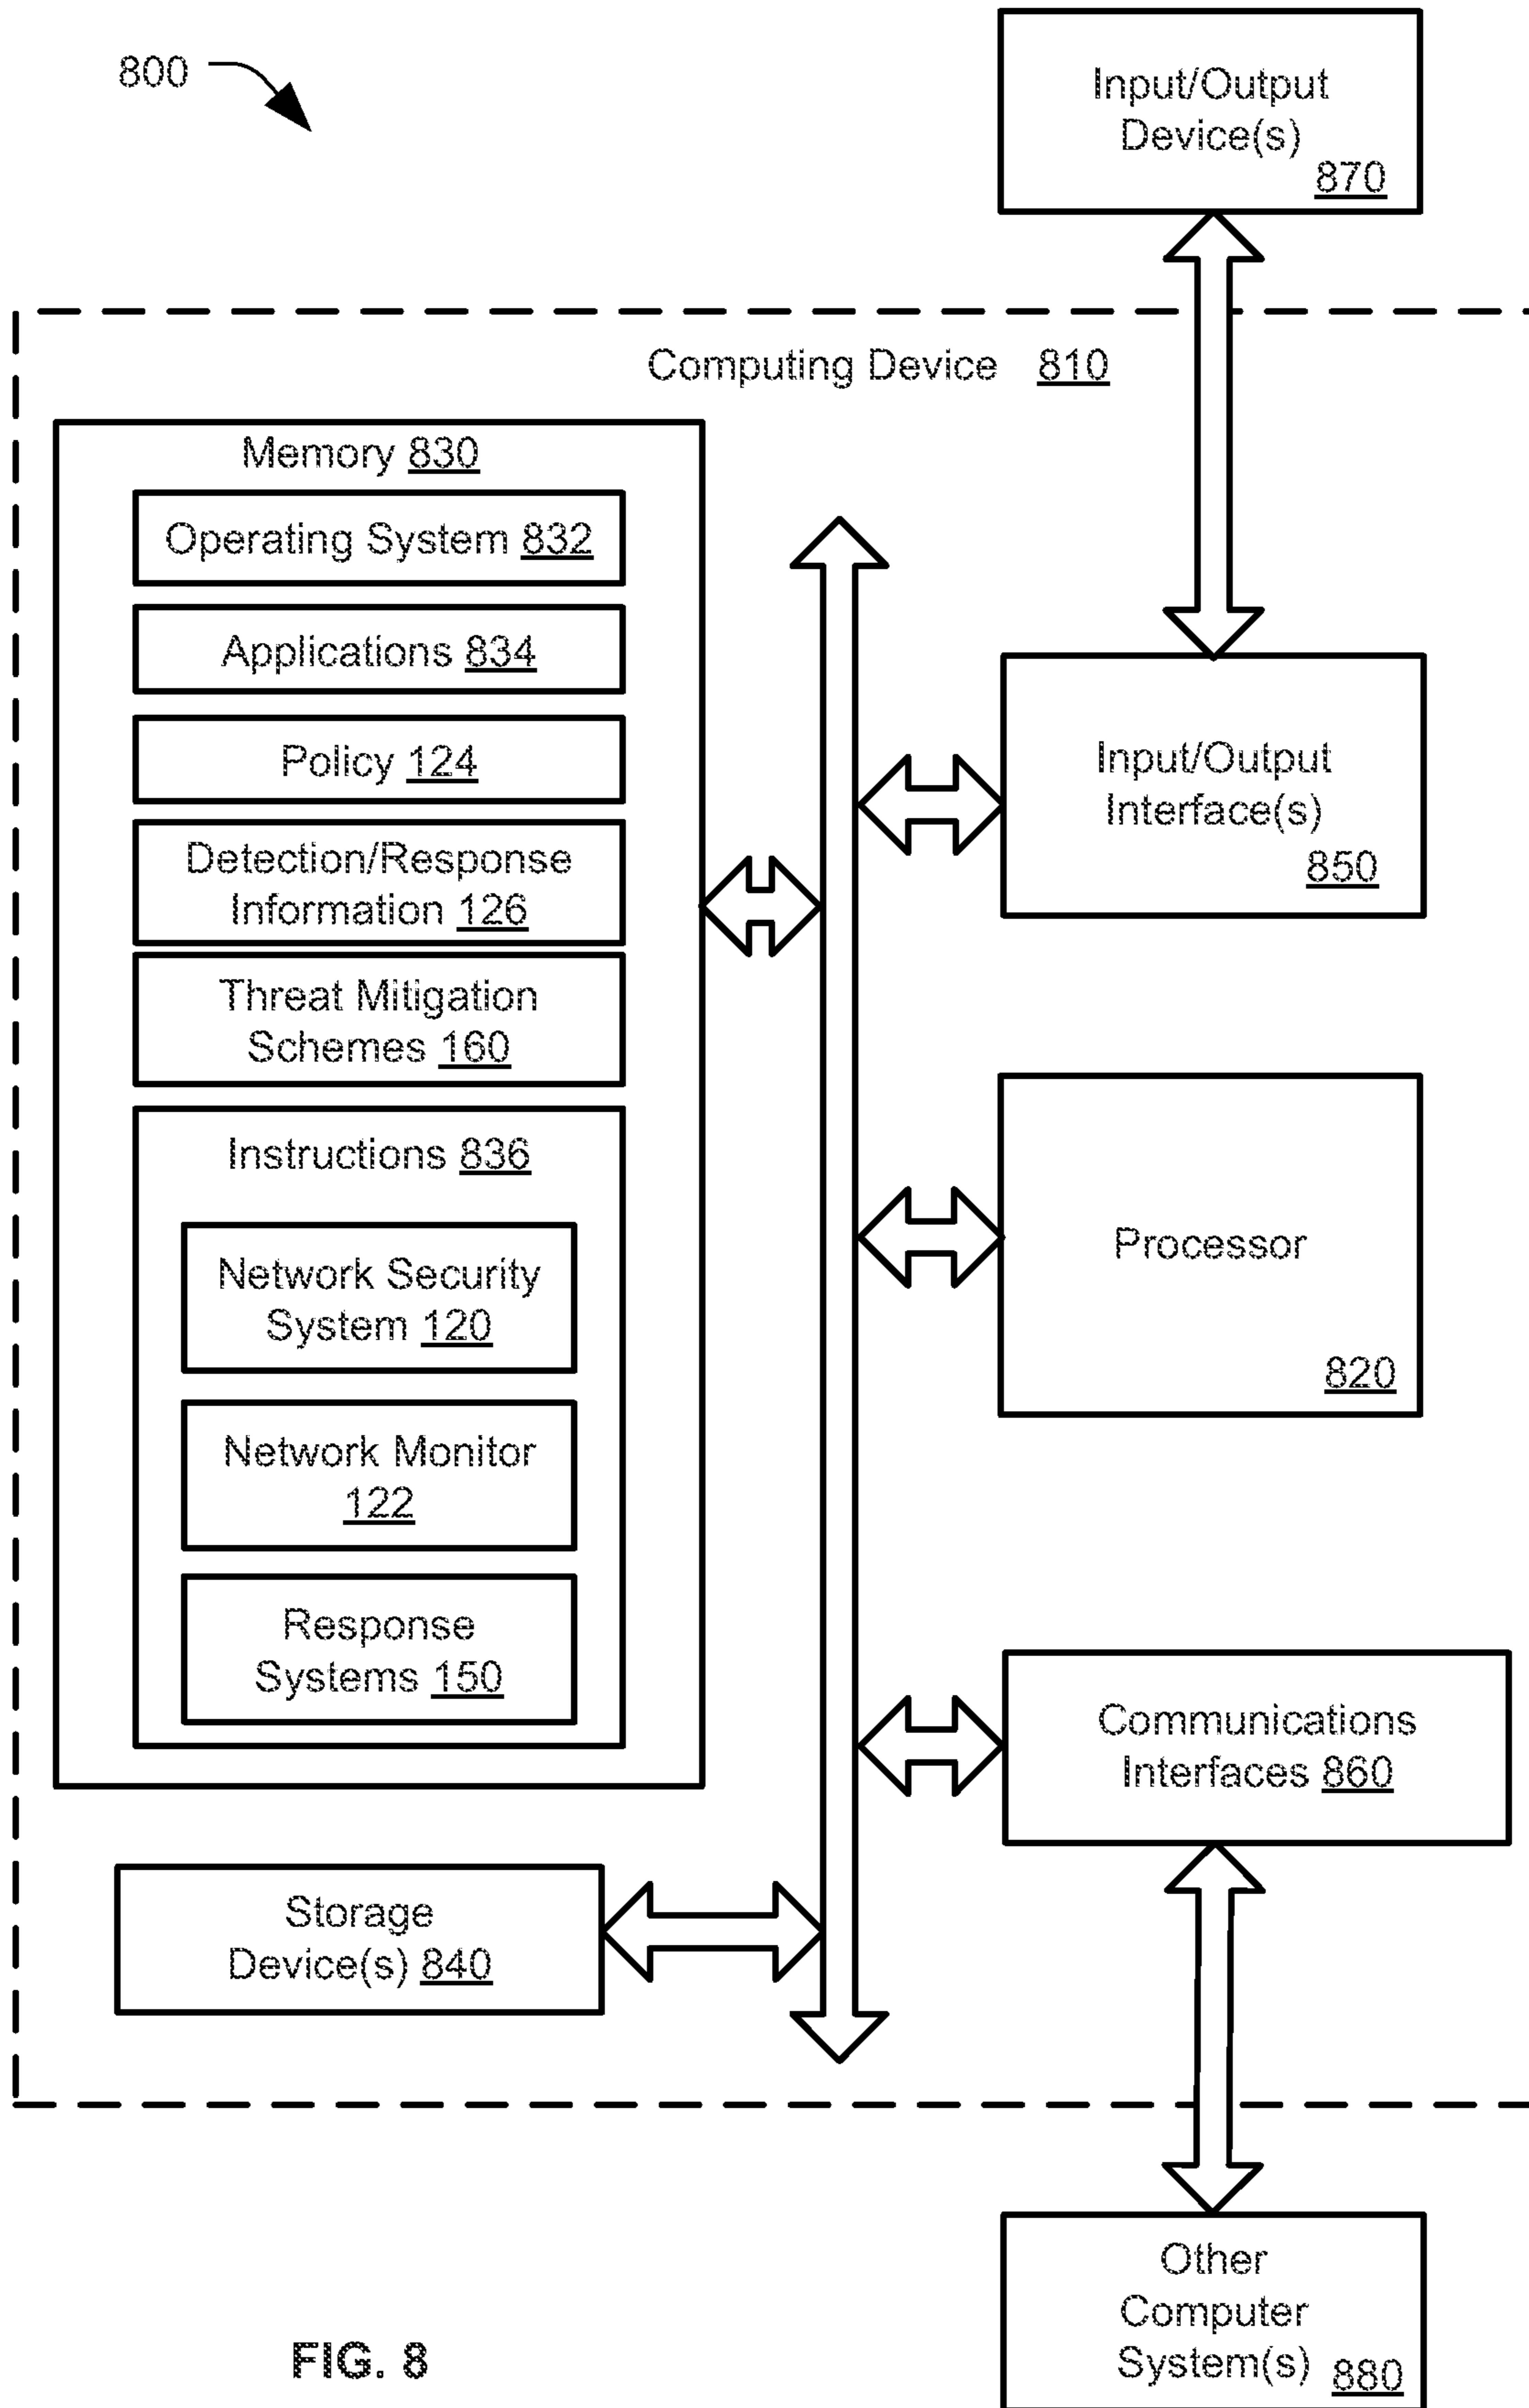 800
Input/Output
Device(s)
870
Computing Device 810
Memory 830
Operating System 832
Applications 834
Policy 124
Detection/Response
Information 126
Threat Mitigation
Schemes 160
Instructions 836
Network Security
System 120
Network Monitor
122
Response
Systems 150
Storage
Device(s) 840
Input/Output
Interface(s)
850
Processor
820
Communications
Interfaces 860
Other
Computer
System(s) 880
FIG. 8